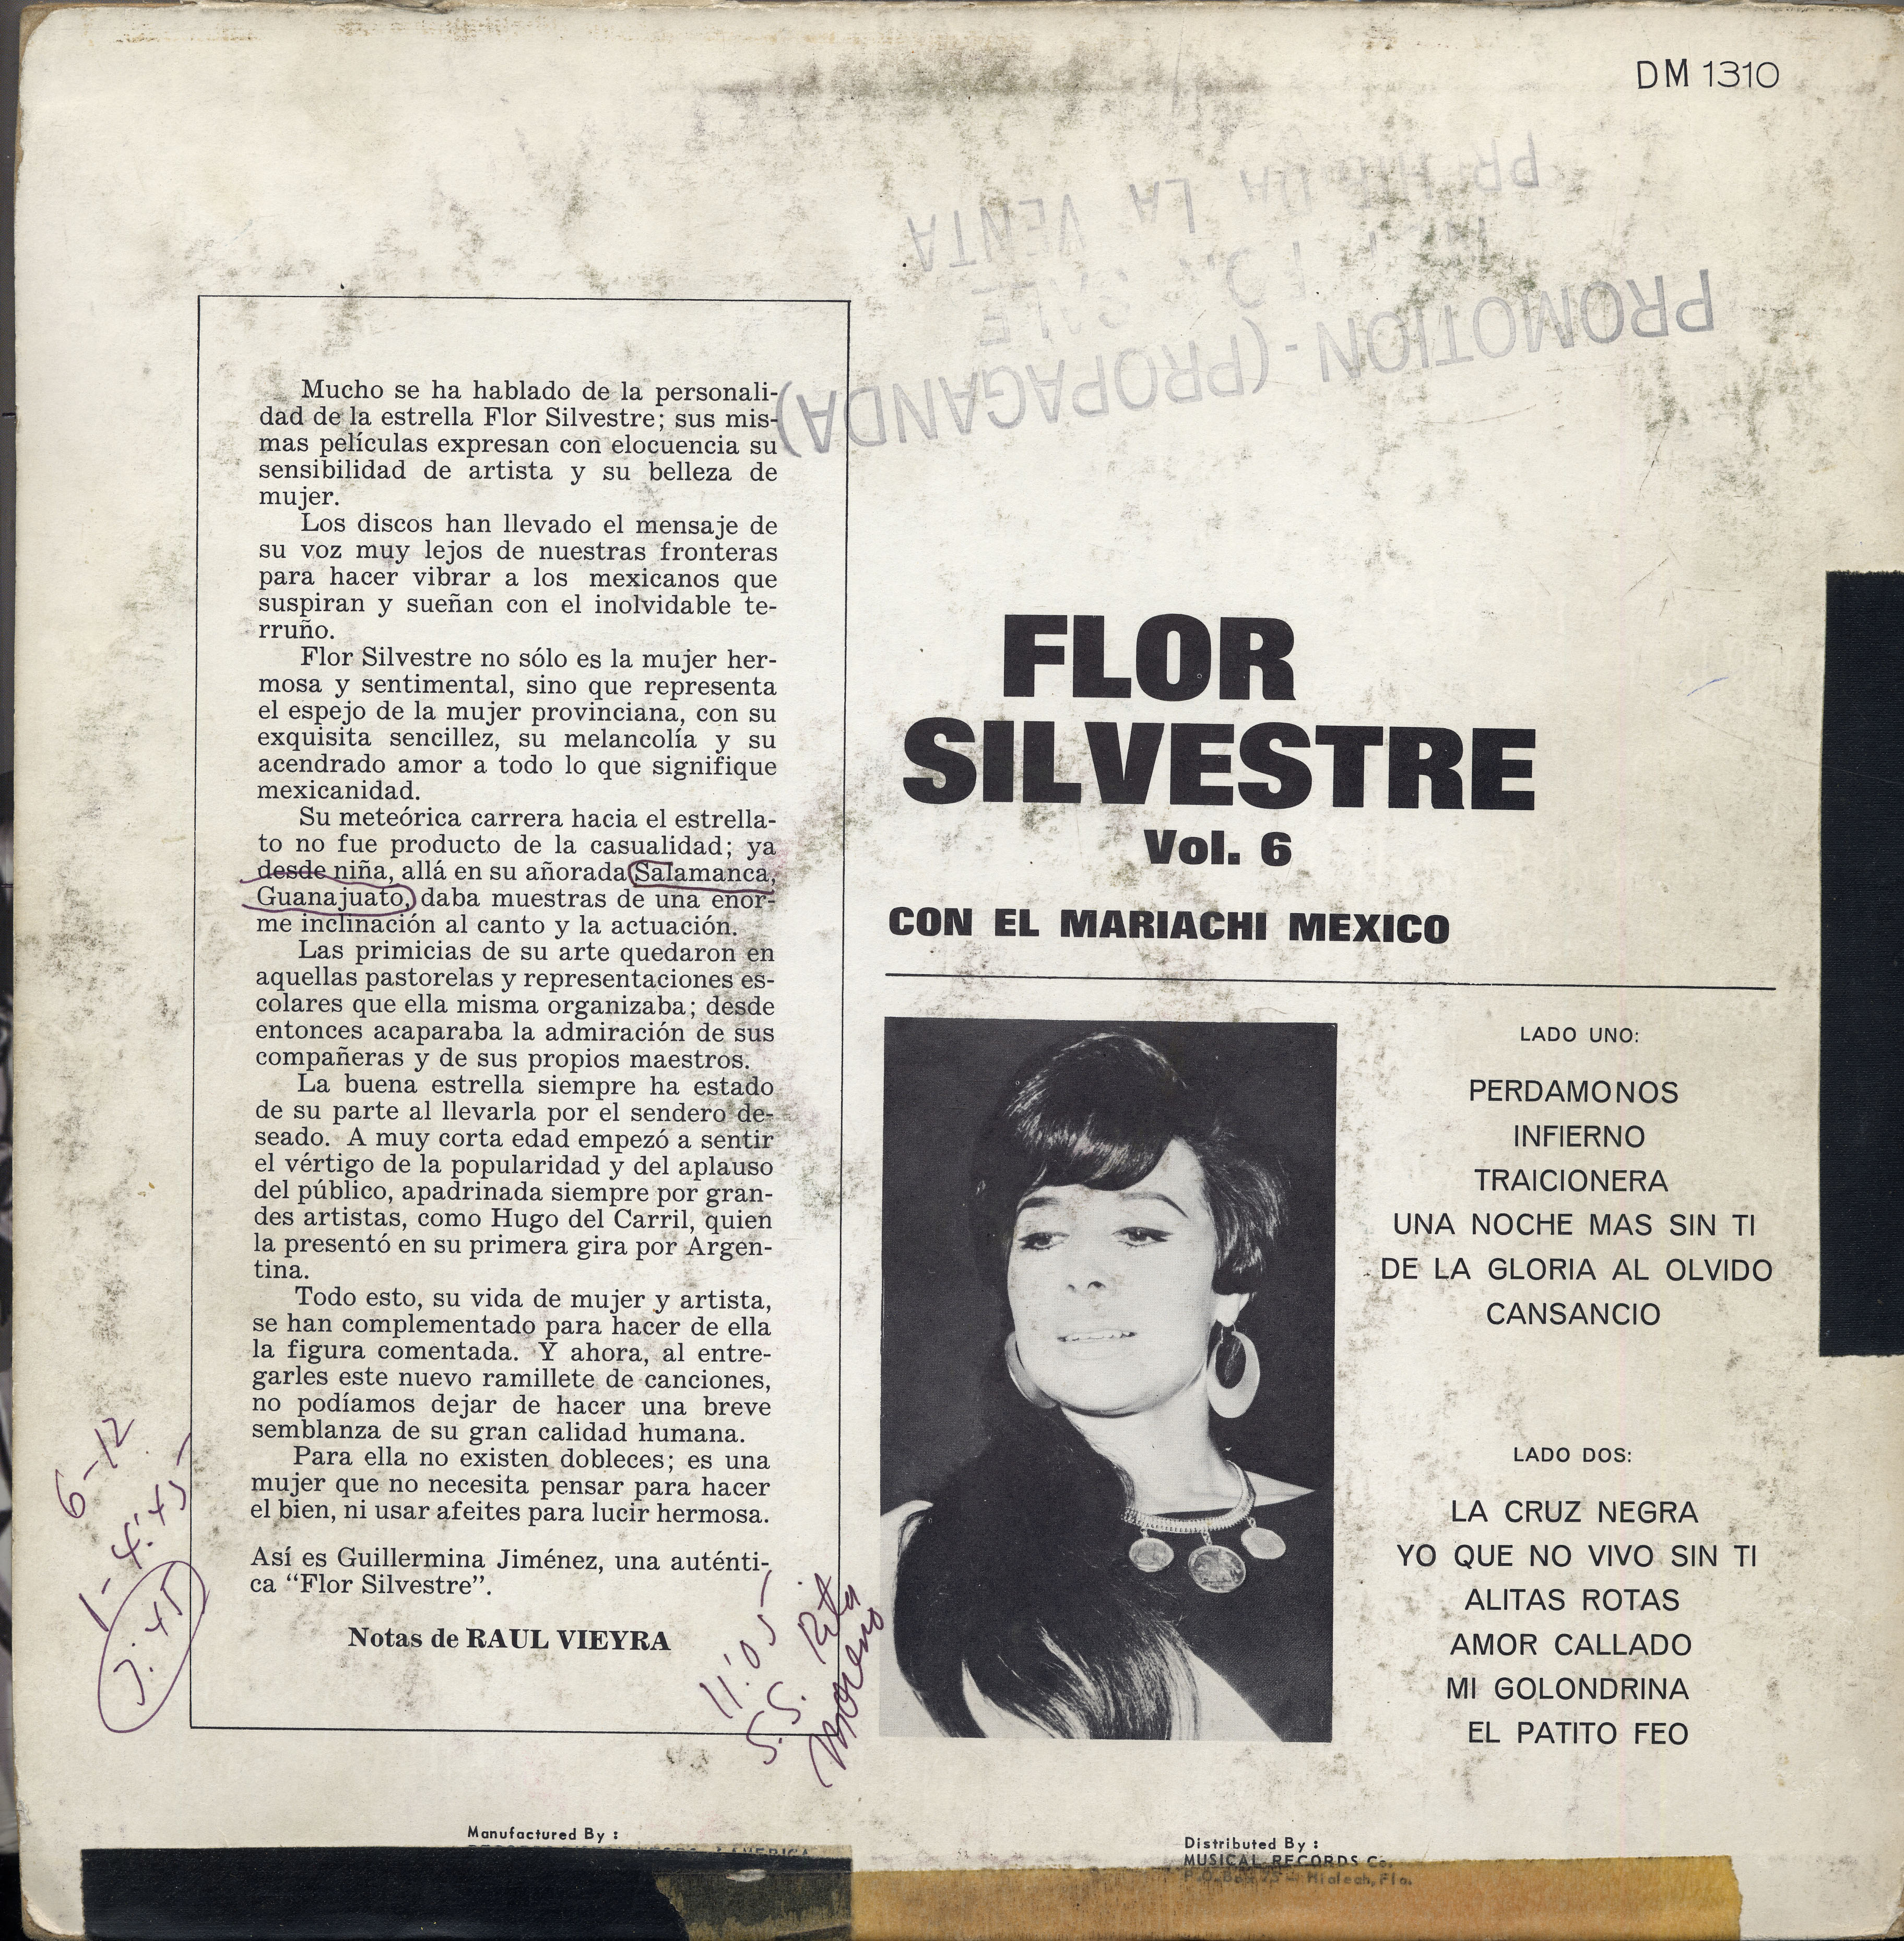 DM 1310
PROMOTION - (PROPAGANDA)
LA VENTA
Mucho se ha hablado de la personali-
dad de la estrella Flor Silvestre; sus mis-
mas películas expresan con elocuencia su
sensibilidad de artista y su belleza de
mujer.
Los discos han llevado el mensaje de
su voz muy lejos de nuestras fronteras
para hacer vibrar a los mexicanos que
suspiran y sueñan con el inolvidable te-
rruño.
Flor Silvestre no sólo es la mujer her-
mosa y sentimental, sino que representa
el espejo de la mujer provinciana, con su
exquisita sencillez, su melancolía y su
acendrado amor a todo lo que signifique
mexicanidad.
Su meteórica carrera hacia el estrella-
to no fue producto de la casualidad; ya
desde niña, allá en su añorada Salamanca,
Guanajuato, daba muestras de una enor-
me inclinación al canto y la actuación.
Las primicias de su arte quedaron en
aquellas pastorelas y representaciones es-
colares que ella misma organizaba; desde
entonces acaparaba la admiración de sus
compañeras y de sus propios maestros.
La buena estrella siempre ha estado
de su parte al llevarla por el sendero de-
seado. A muy corta edad empezó a sentir
el vértigo de la popularidad y del aplauso
del público, apadrinada siempre por gran-
des artistas, como Hugo del Carril, quien
la presentó en su primera gira por Argen-
tina.
Todo esto, su vida de mujer y artista,
se han complementado para hacer de ella
la figura comentada. Y ahora, al entre-
garles este nuevo ramillete de canciones,
no podíamos dejar de hacer una breve
semblanza de su gran calidad humana.
Para ella no existen dobleces; es una
mujer que no necesita pensar para hacer
el bien, ni usar afeites para lucir hermosa.
Así es Guillermina Jiménez, una auténti-
ca "Flor Silvestre".
Notas de RAUL VIEYRA
6-12
11:05
S.S. Rita
Moreno
FLOR
SILVESTRE
Vol. 6
CON EL MARIACHI MEXICO
LADO UNO:
PERDAMONOS
INFIERNO
TRAICIONERA
UNA NOCHE MAS SIN TI
DE LA GLORIA AL OLVIDO
CANSANCIO
LADO DOS:
LA CRUZ NEGRA
YO QUE NO VIVO SIN TI
ALITAS ROTAS
AMOR CALLADO
MI GOLONDRINA
EL PATITO FEO
Manufactured By :
Distributed By :
MUSICAL RECORDS Co.
Hialeah, Fla.